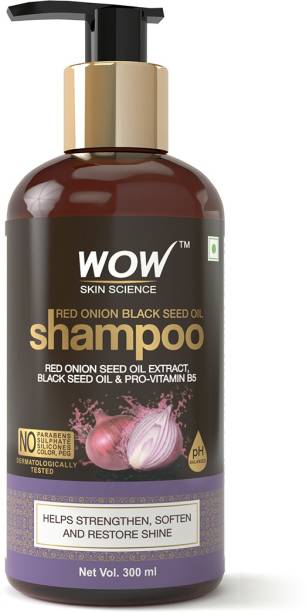 WOW™
SKIN SCIENCE
RED ONION BLACK SEED OIL
shampoo
RED ONION SEED OIL EXTRACT,
BLACK SEED OIL & PRO-VITAMIN B5
NO PARABENS
SULPHATE
SILICONES
COLOR, PEG
DERMATOLOGICALLY
TESTED
pH
BALANCED
HELPS STRENGTHEN, SOFTEN
AND RESTORE SHINE
Net Vol. 300 ml